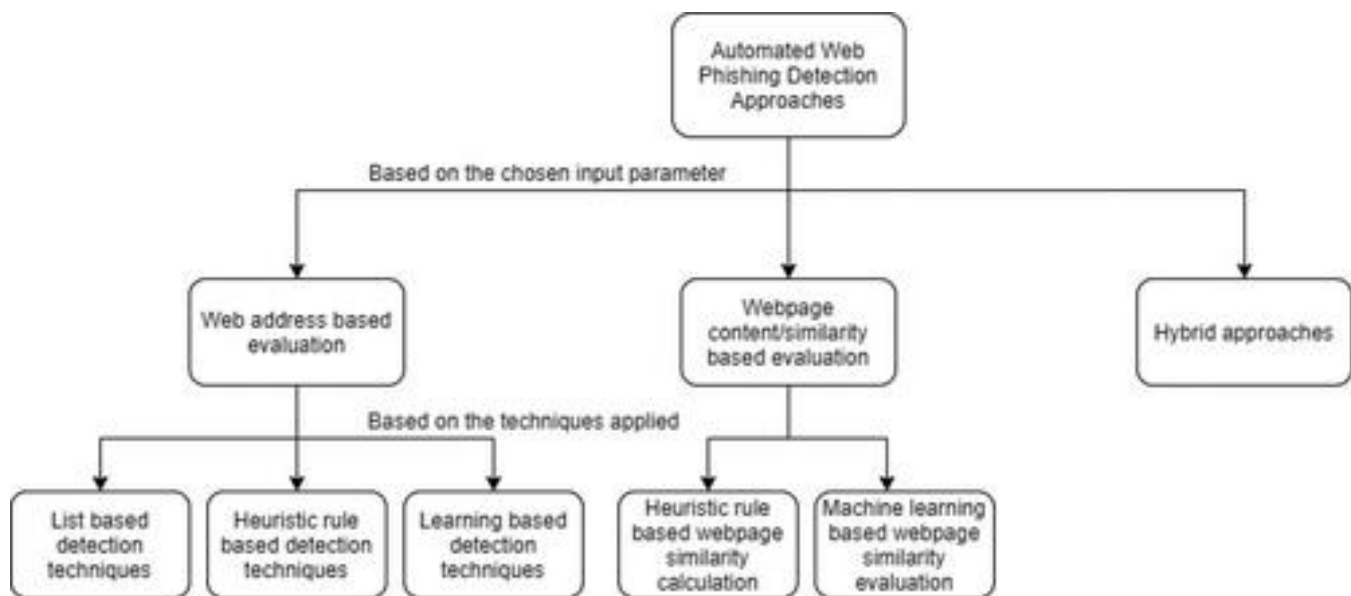 Automated Web
Phishing Detection
Approaches
Based on the chosen input parameter
Web address based
evaluation
Webpage
content/similarity
based evaluation
Hybrid approaches
Based on the techniques applied
List based
detection
techniques
Heuristic rule
based detection
techniques
Learning based
detection
techniques
Heuristic rule
based webpage
similarity
calculation
Machine learning
based webpage
similarity
evaluation